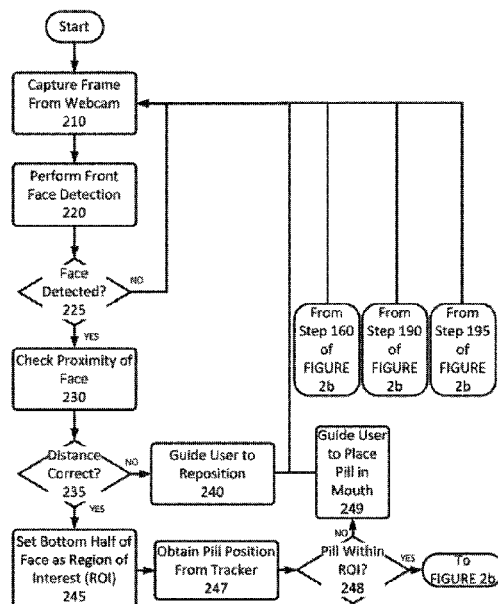 Start
Capture Frame
From Webcam
210
Perform Front
Face Detection
220
Face
Detected?
225
NO
YES
Check Proximity of
Face
230
Distance
Correct?
235
NO
YES
Guide User to
Reposition
240
Set Bottom Half of
Face as Region of
Interest (ROI)
245
Obtain Pill Position
From Tracker
247
Pill Within
ROI?
248
NO
YES
Guide User
to Place
Pill in
Mouth
249
To
FIGURE 2b
From
Step 160
of
FIGURE
2b
From
Step 190
of
FIGURE
2b
From
Step 195
of
FIGURE
2b